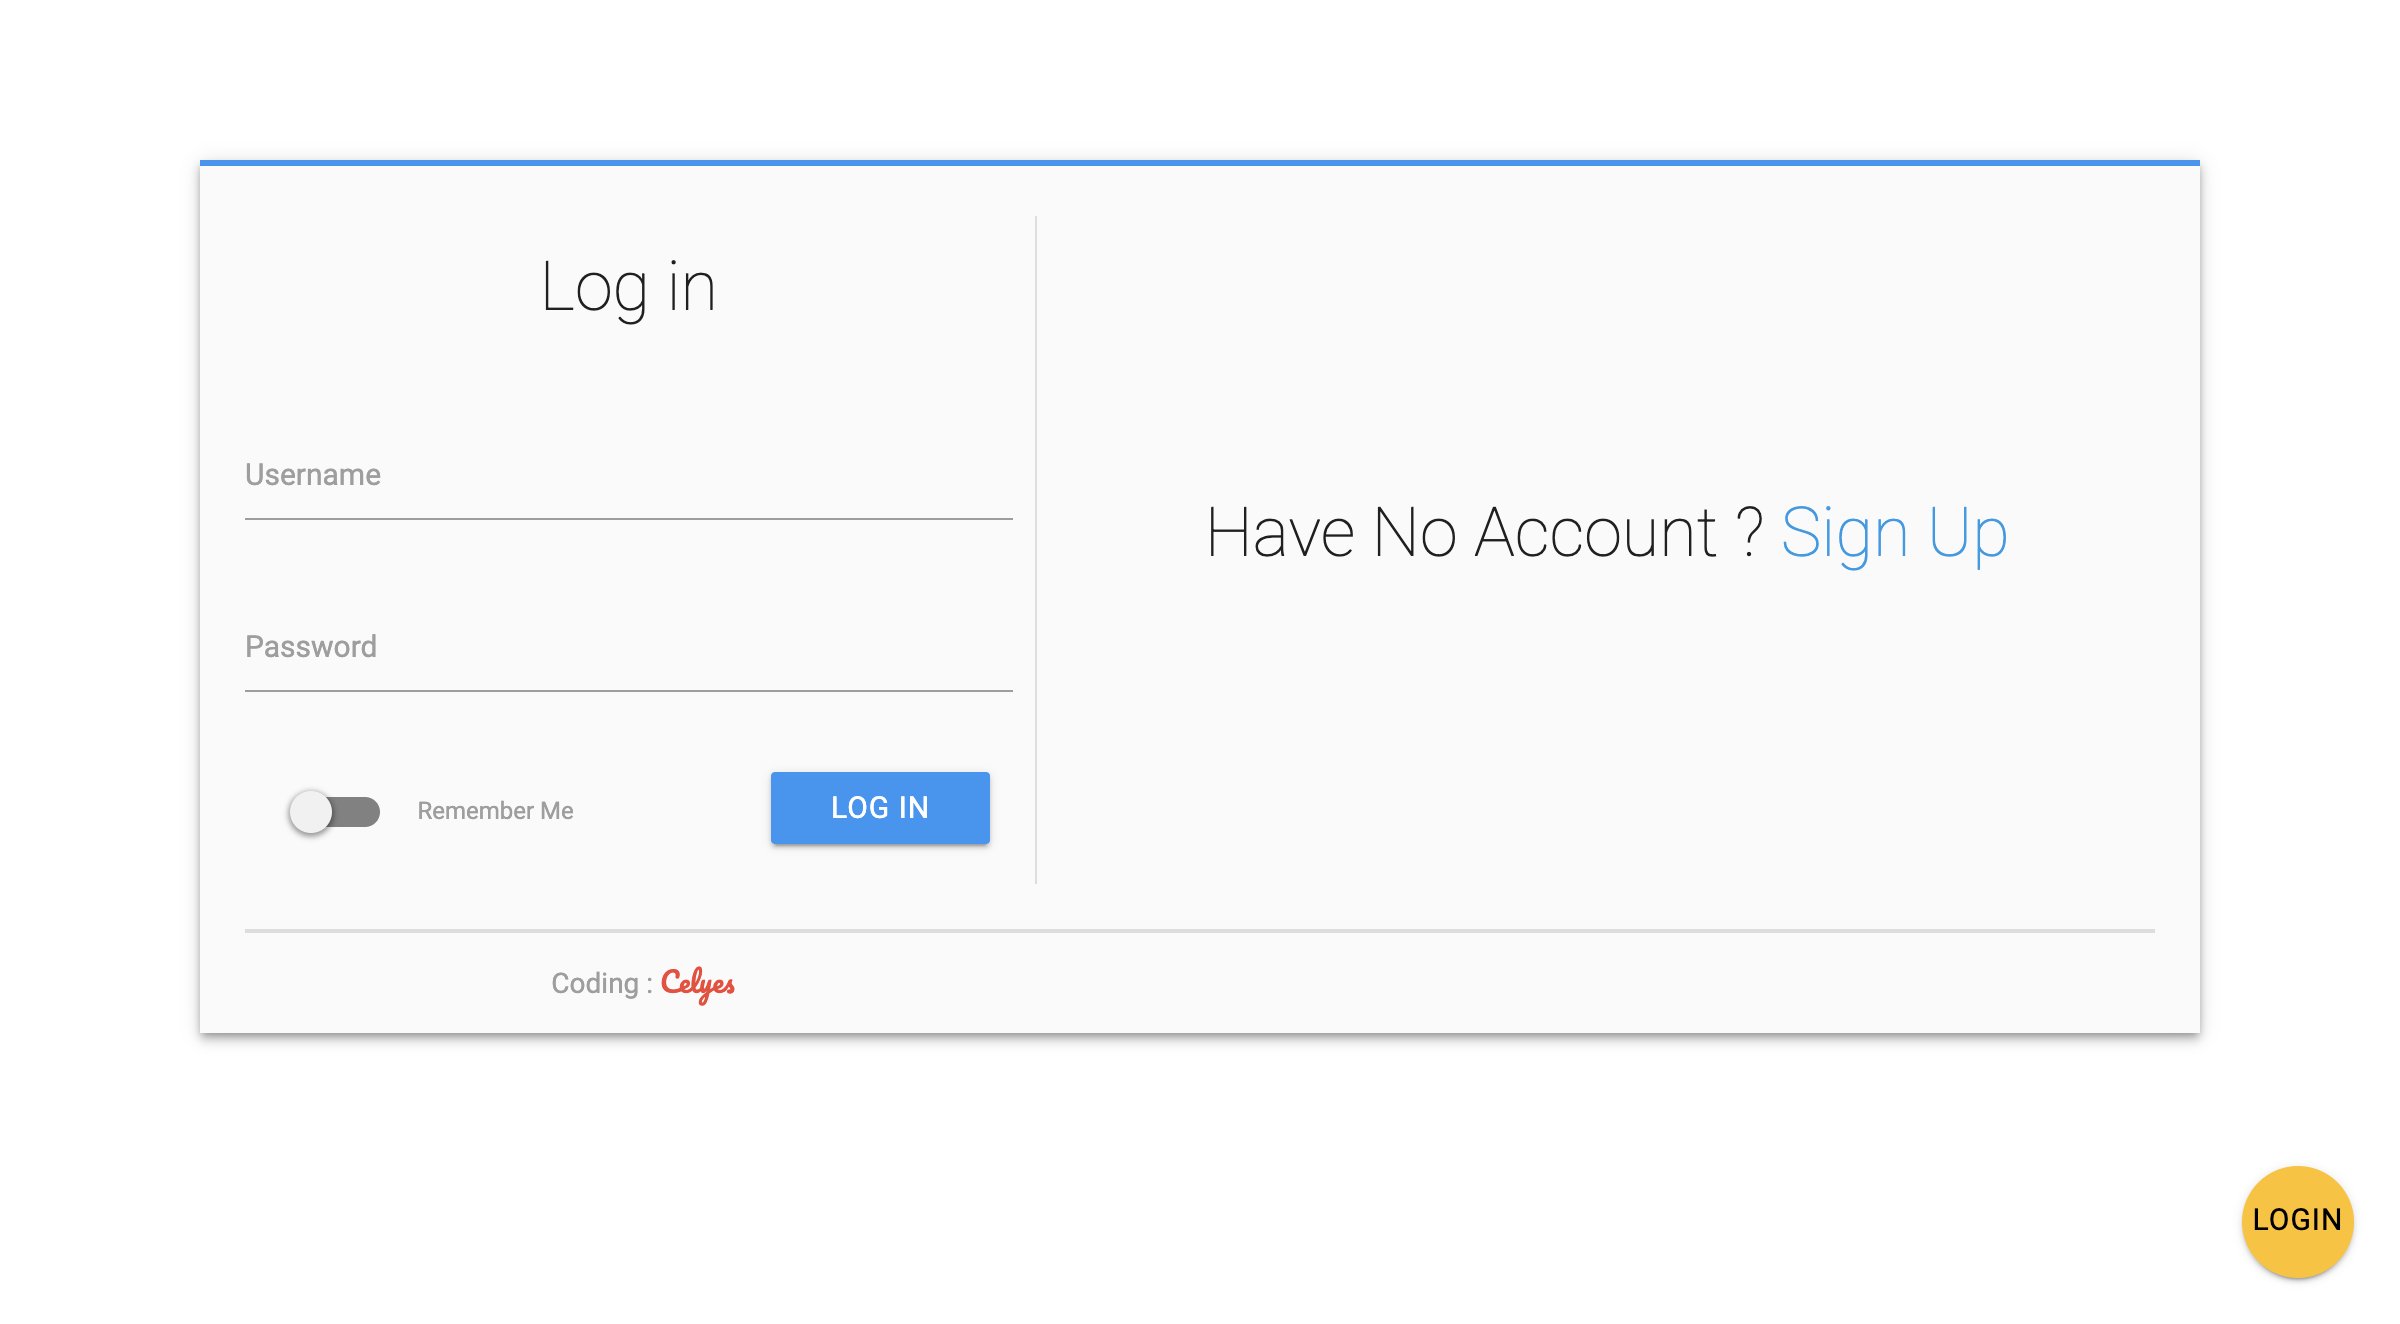 Log in
Username
Password
Remember Me
LOG IN
Have No Account ? Sign Up
Coding : Celyes
LOGIN